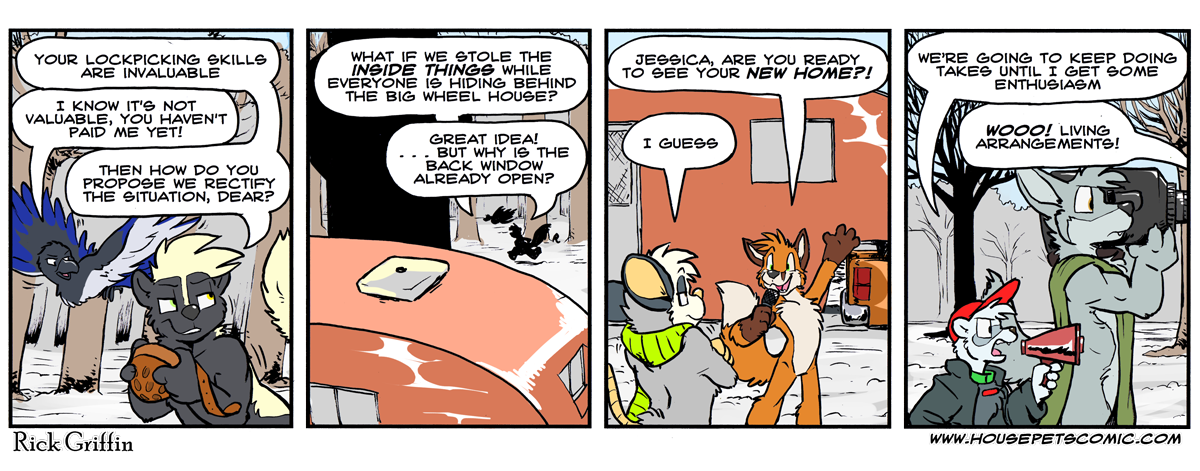 YOUR LOCKPICKING SKILLS
ARE INVALUABLE
I KNOW IT'S NOT
VALUABLE, YOU HAVEN'T
PAID ME YET!
THEN HOW DO YOU
PROPOSE WE RECTIFY
THE SITUATION, DEAR?
WHAT IF WE STOLE THE
INSIDE THINGS WHILE
EVERYONE IS HIDING BEHIND
THE BIG WHEEL HOUSE?
GREAT IDEA!
. . . BUT WHY IS THE
BACK WINDOW
ALREADY OPEN?
JESSICA, ARE YOU READY
TO SEE YOUR NEW HOME?!
I GUESS
WE'RE GOING TO KEEP DOING
TAKES UNTIL I GET SOME
ENTHUSIASM
WOOO! LIVING
ARRANGEMENTS!
Rick Griffin
WWW.HOUSEPETSCOMIC.COM